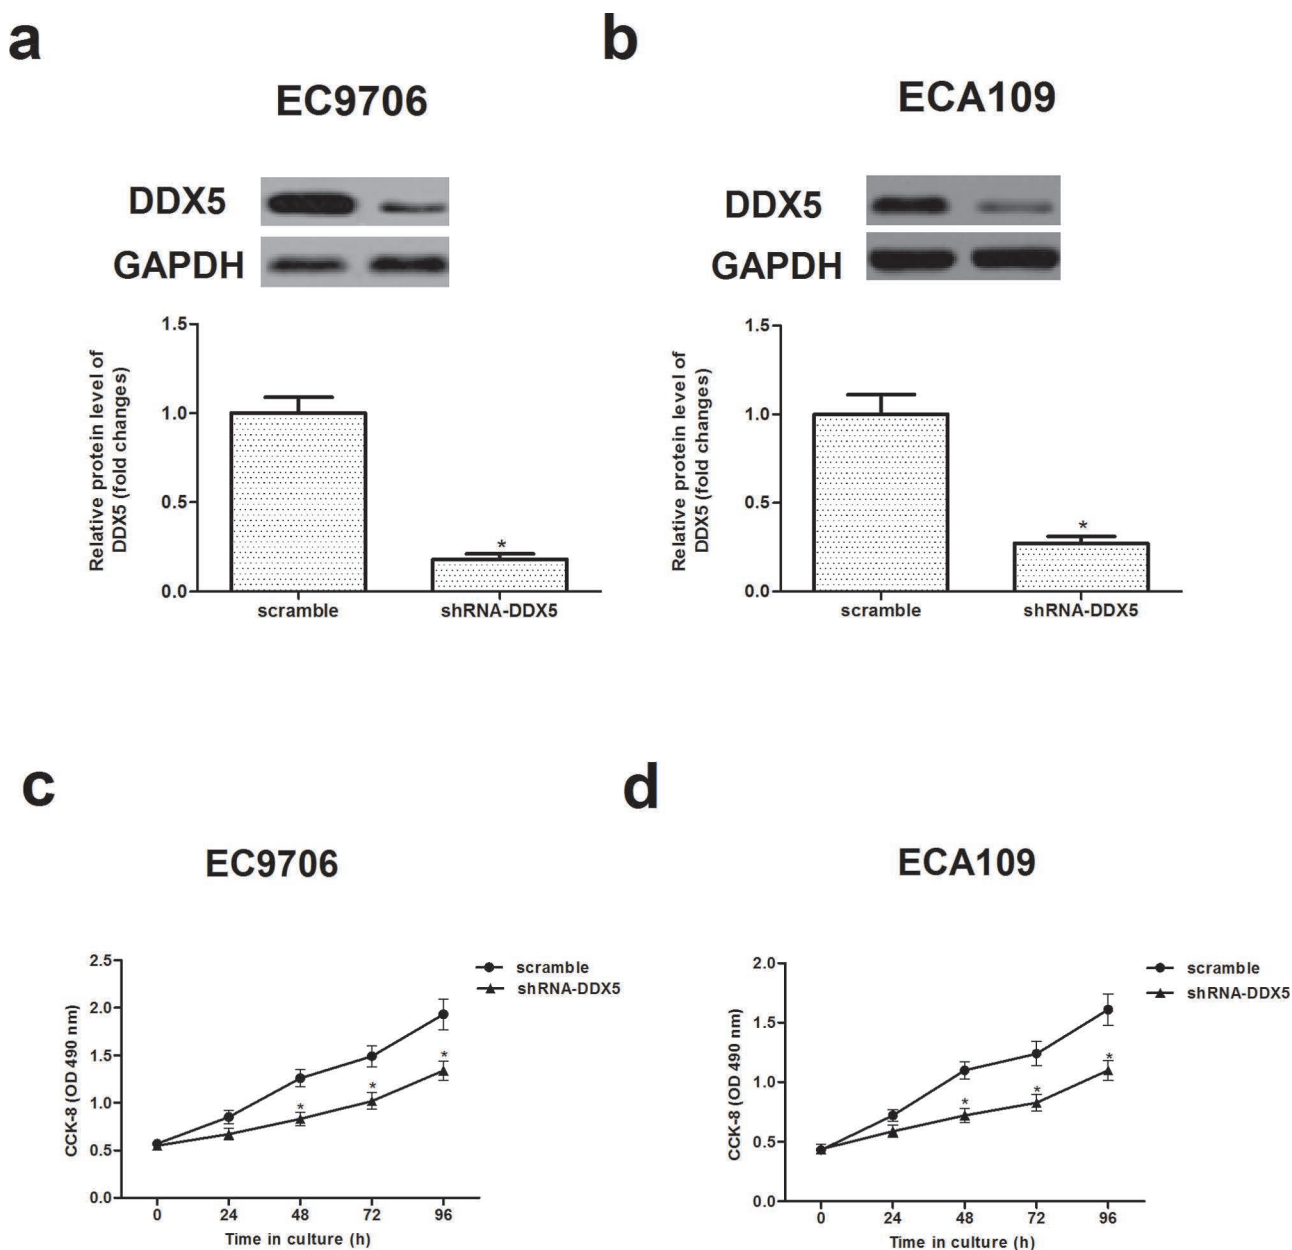 a
EC9706
DDX5
GAPDH
Relative protein level of
DDX5 (fold changes)
1.5
1.0
0.5
0.0
*
scramble
shRNA-DDX5
b
ECA109
DDX5
GAPDH
Relative protein level of
DDX5 (fold changes)
1.5
1.0
0.5
0.0
*
scramble
shRNA-DDX5
c
EC9706
CCK-8 (OD 490 nm)
2.5
2.0
1.5
1.0
0.5
0.0
scramble
shRNA-DDX5
* * *
0 24 48 72 96
Time in culture (h)
d
ECA109
CCK-8 (OD 490 nm)
2.0
1.5
1.0
0.5
0.0
scramble
shRNA-DDX5
* * *
0 24 48 72 96
Time in culture (h)